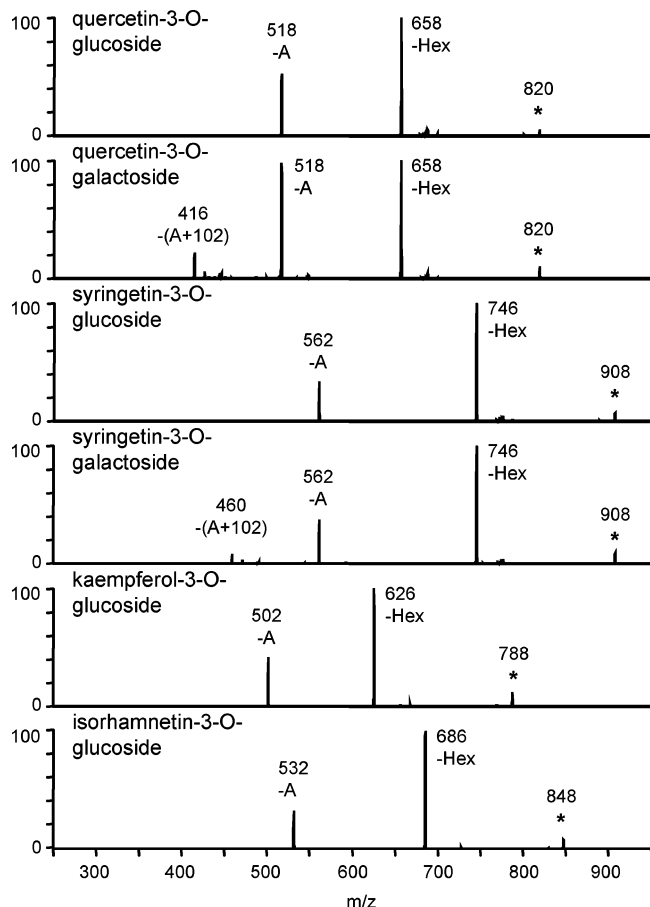 100
0
quercetin-3-O-
glucoside
518
-A
658
-Hex
820
*
100
0
quercetin-3-O-
galactoside
416
-(A+102)
518
-A
658
-Hex
820
*
100
0
syringetin-3-O-
glucoside
562
-A
746
-Hex
908
*
100
0
syringetin-3-O-
galactoside
460
-(A+102)
562
-A
746
-Hex
908
*
100
0
kaempferol-3-O-
glucoside
502
-A
626
-Hex
788
*
100
0
isorhamnetin-3-O-
glucoside
532
-A
686
-Hex
848
*
300 400 500 600 700 800 900
m/z